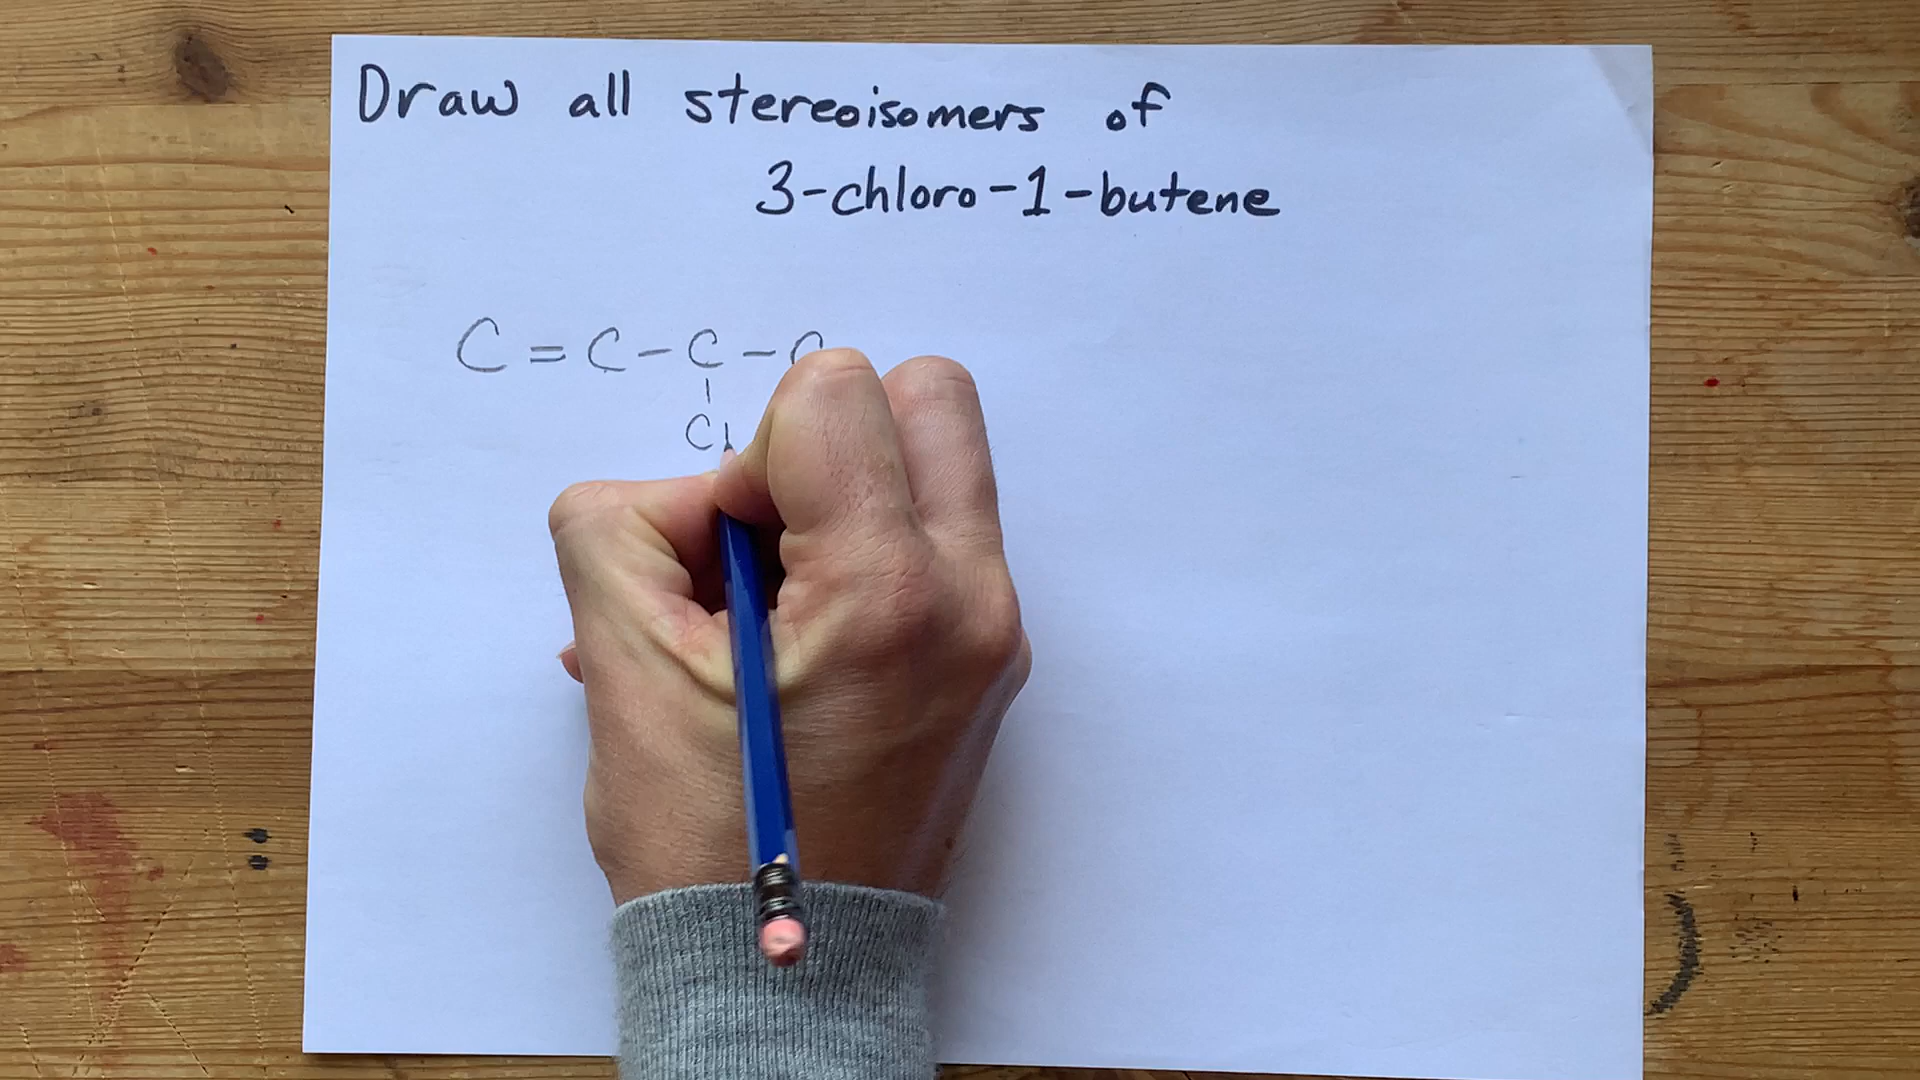 Draw all stereoisomers of
3-chloro-1-butene
C = C - C - C
Cl